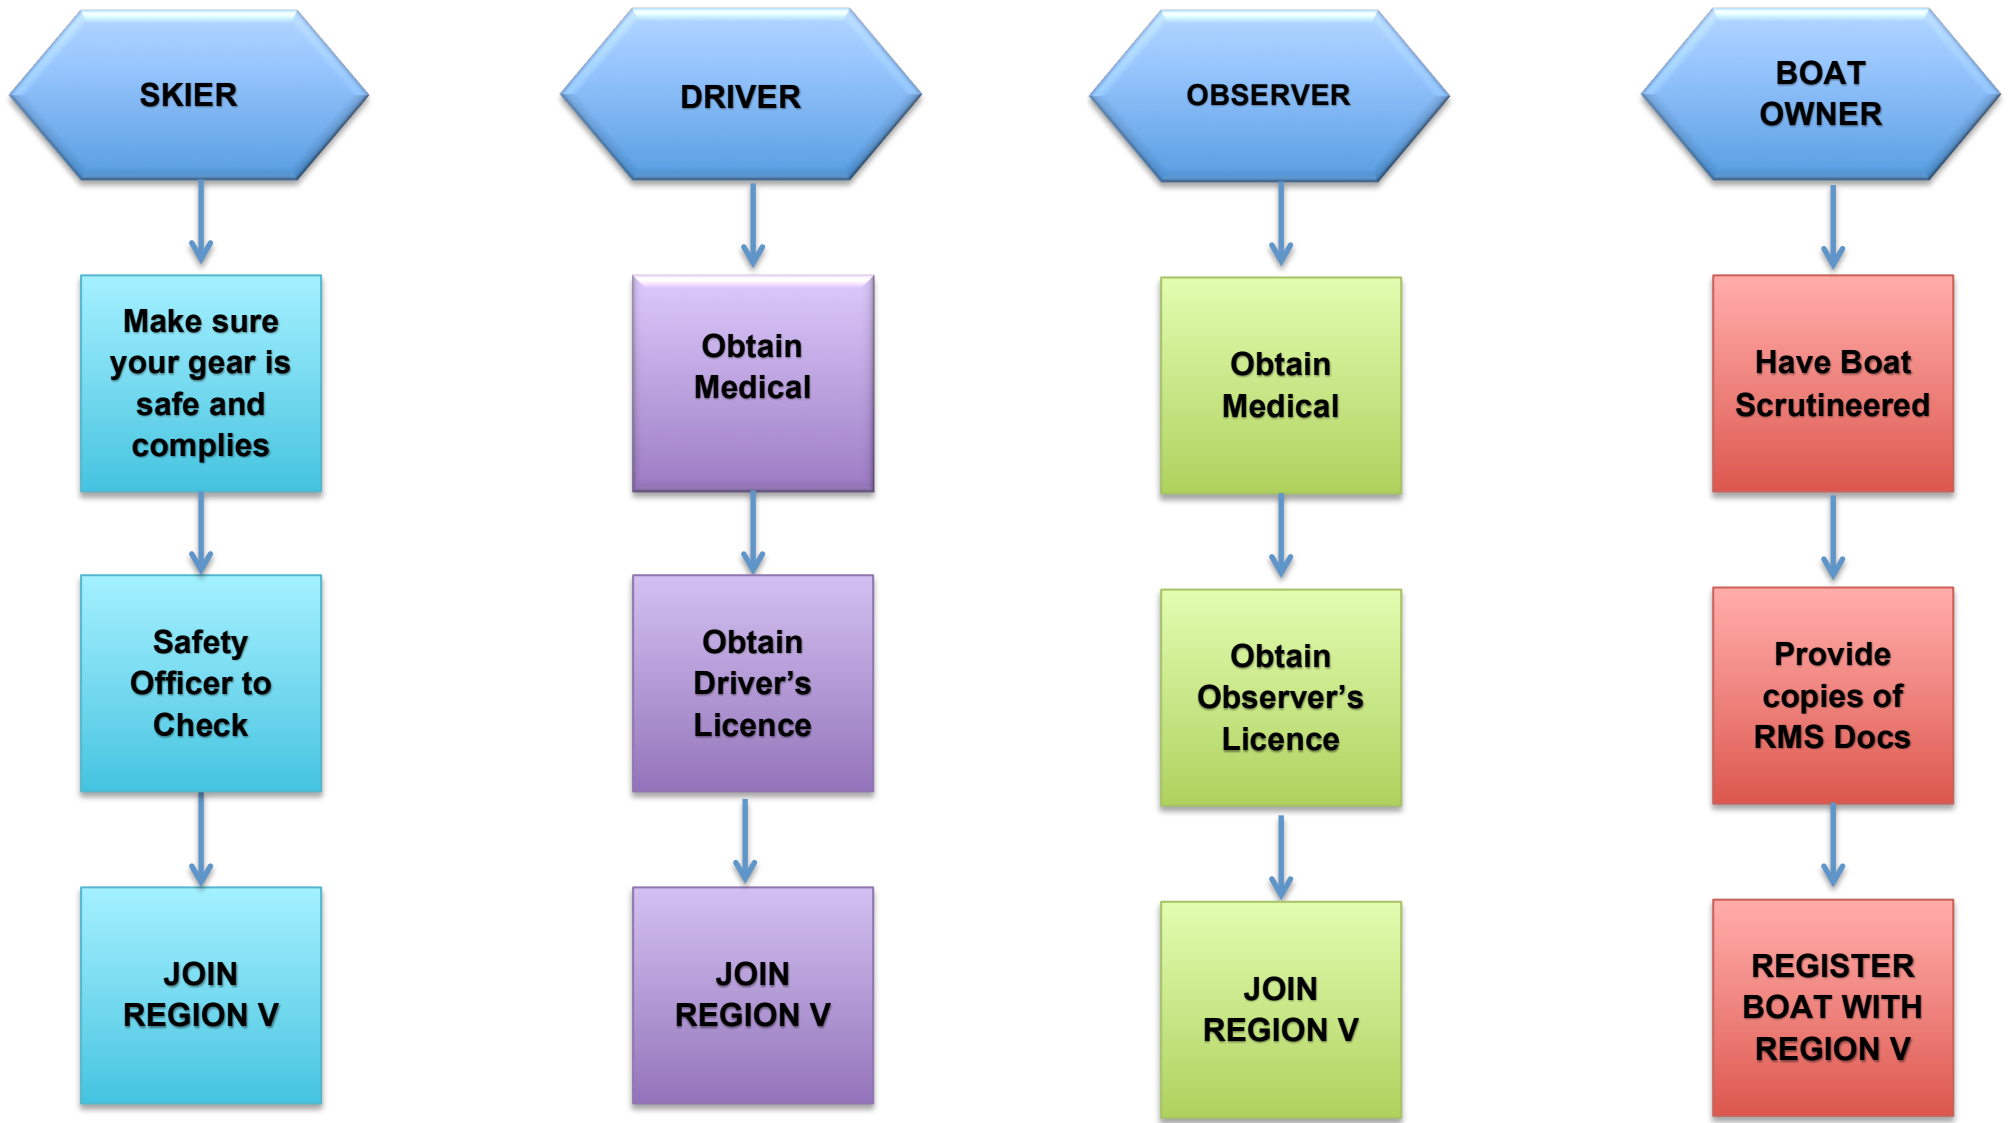 SKIER
Make sure
your gear is
safe and
complies
Safety
Officer to
Check
JOIN
REGION V
DRIVER
Obtain
Medical
Obtain
Driver’s
Licence
JOIN
REGION V
OBSERVER
Obtain
Medical
Obtain
Observer’s
Licence
JOIN
REGION V
BOAT
OWNER
Have Boat
Scrutineered
Provide
copies of
RMS Docs
REGISTER
BOAT WITH
REGION V